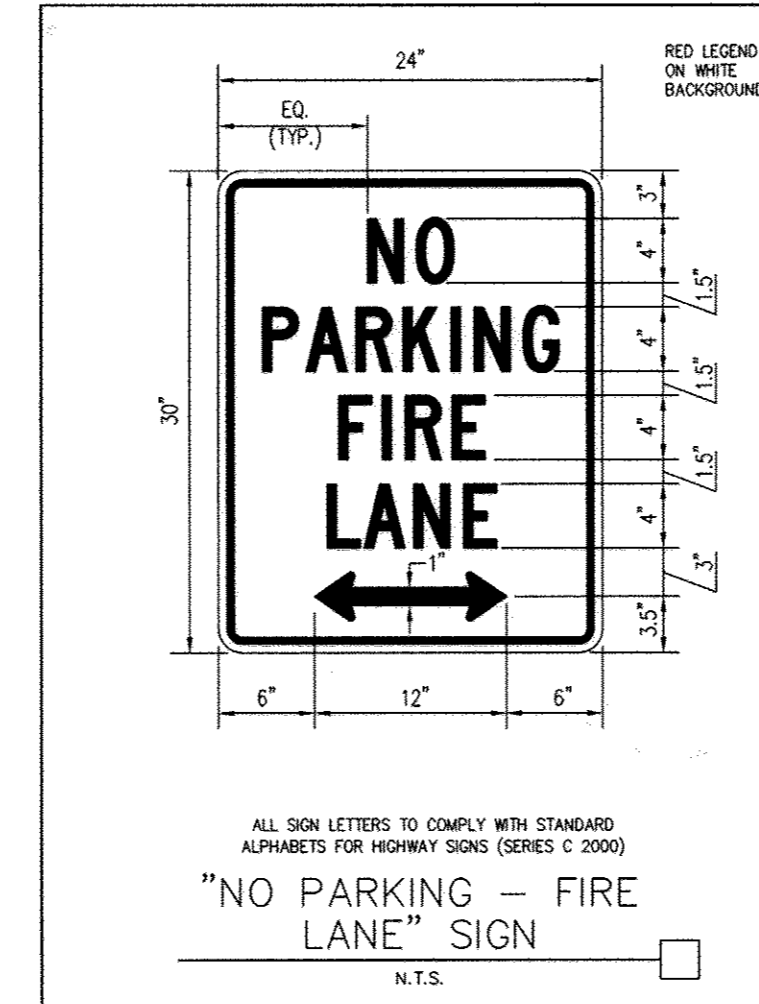 24"
RED LEGEND
ON WHITE
BACKGROUND
EQ.
(TYP.)
3"
NO
4"
1.5"
PARKING
4"
1.5"
30"
FIRE
4"
1.5"
LANE
4"
1"
3"
3.5"
6"
12"
6"
ALL SIGN LETTERS TO COMPLY WITH STANDARD
ALPHABETS FOR HIGHWAY SIGNS (SERIES C 2000)
"NO PARKING – FIRE
LANE" SIGN
N.T.S.